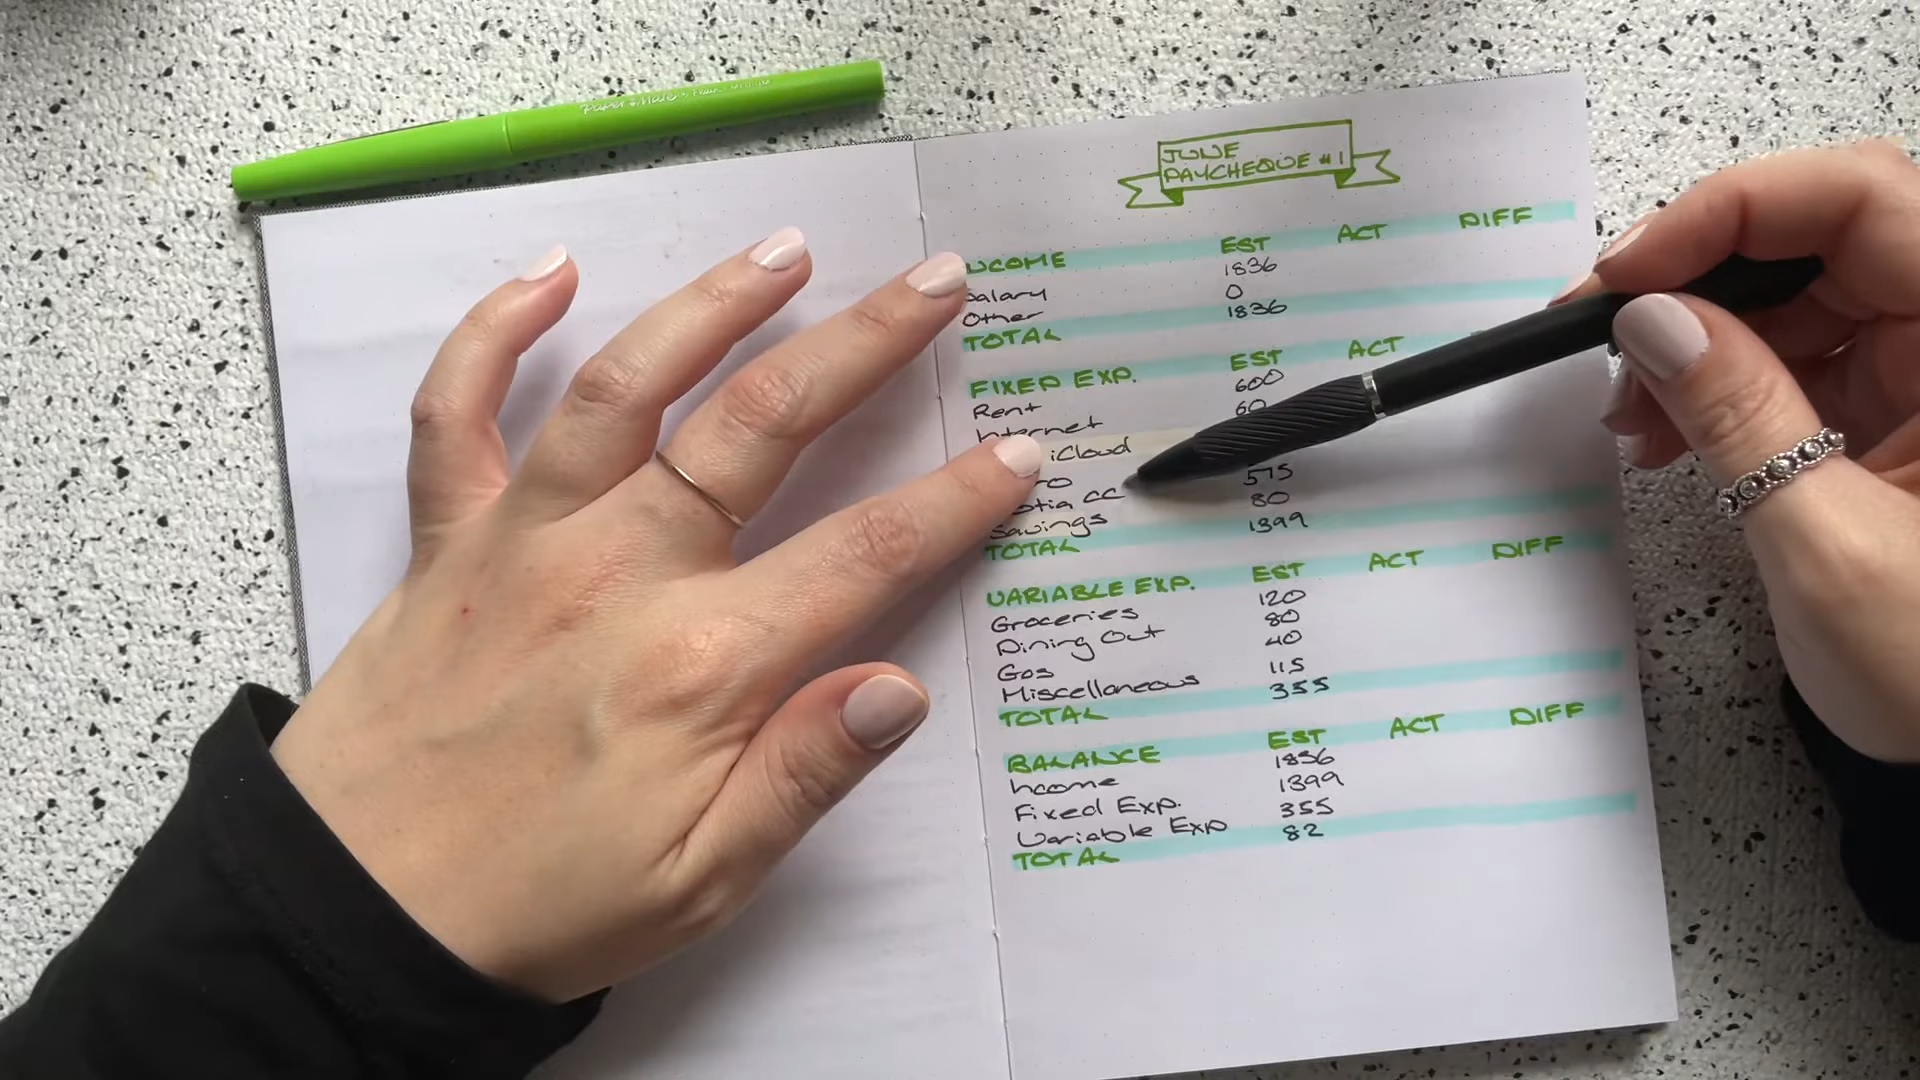 Paper Mate
JUNE
PAYCHEQUE #1
INCOME EST ACT DIFF
Salary 1836
Other 0
TOTAL 1836
FIXED EXP. EST ACT
Rent 600
Internet 60
iCloud
CC 575
Savings 80
TOTAL 1399
VARIABLE EXP. EST ACT DIFF
Groceries 120
Dining Out 80
Gas 40
Miscellaneous 115
TOTAL 355
BALANCE EST ACT DIFF
Income 1836
Fixed Exp. 1399
Variable Exp 355
TOTAL 82